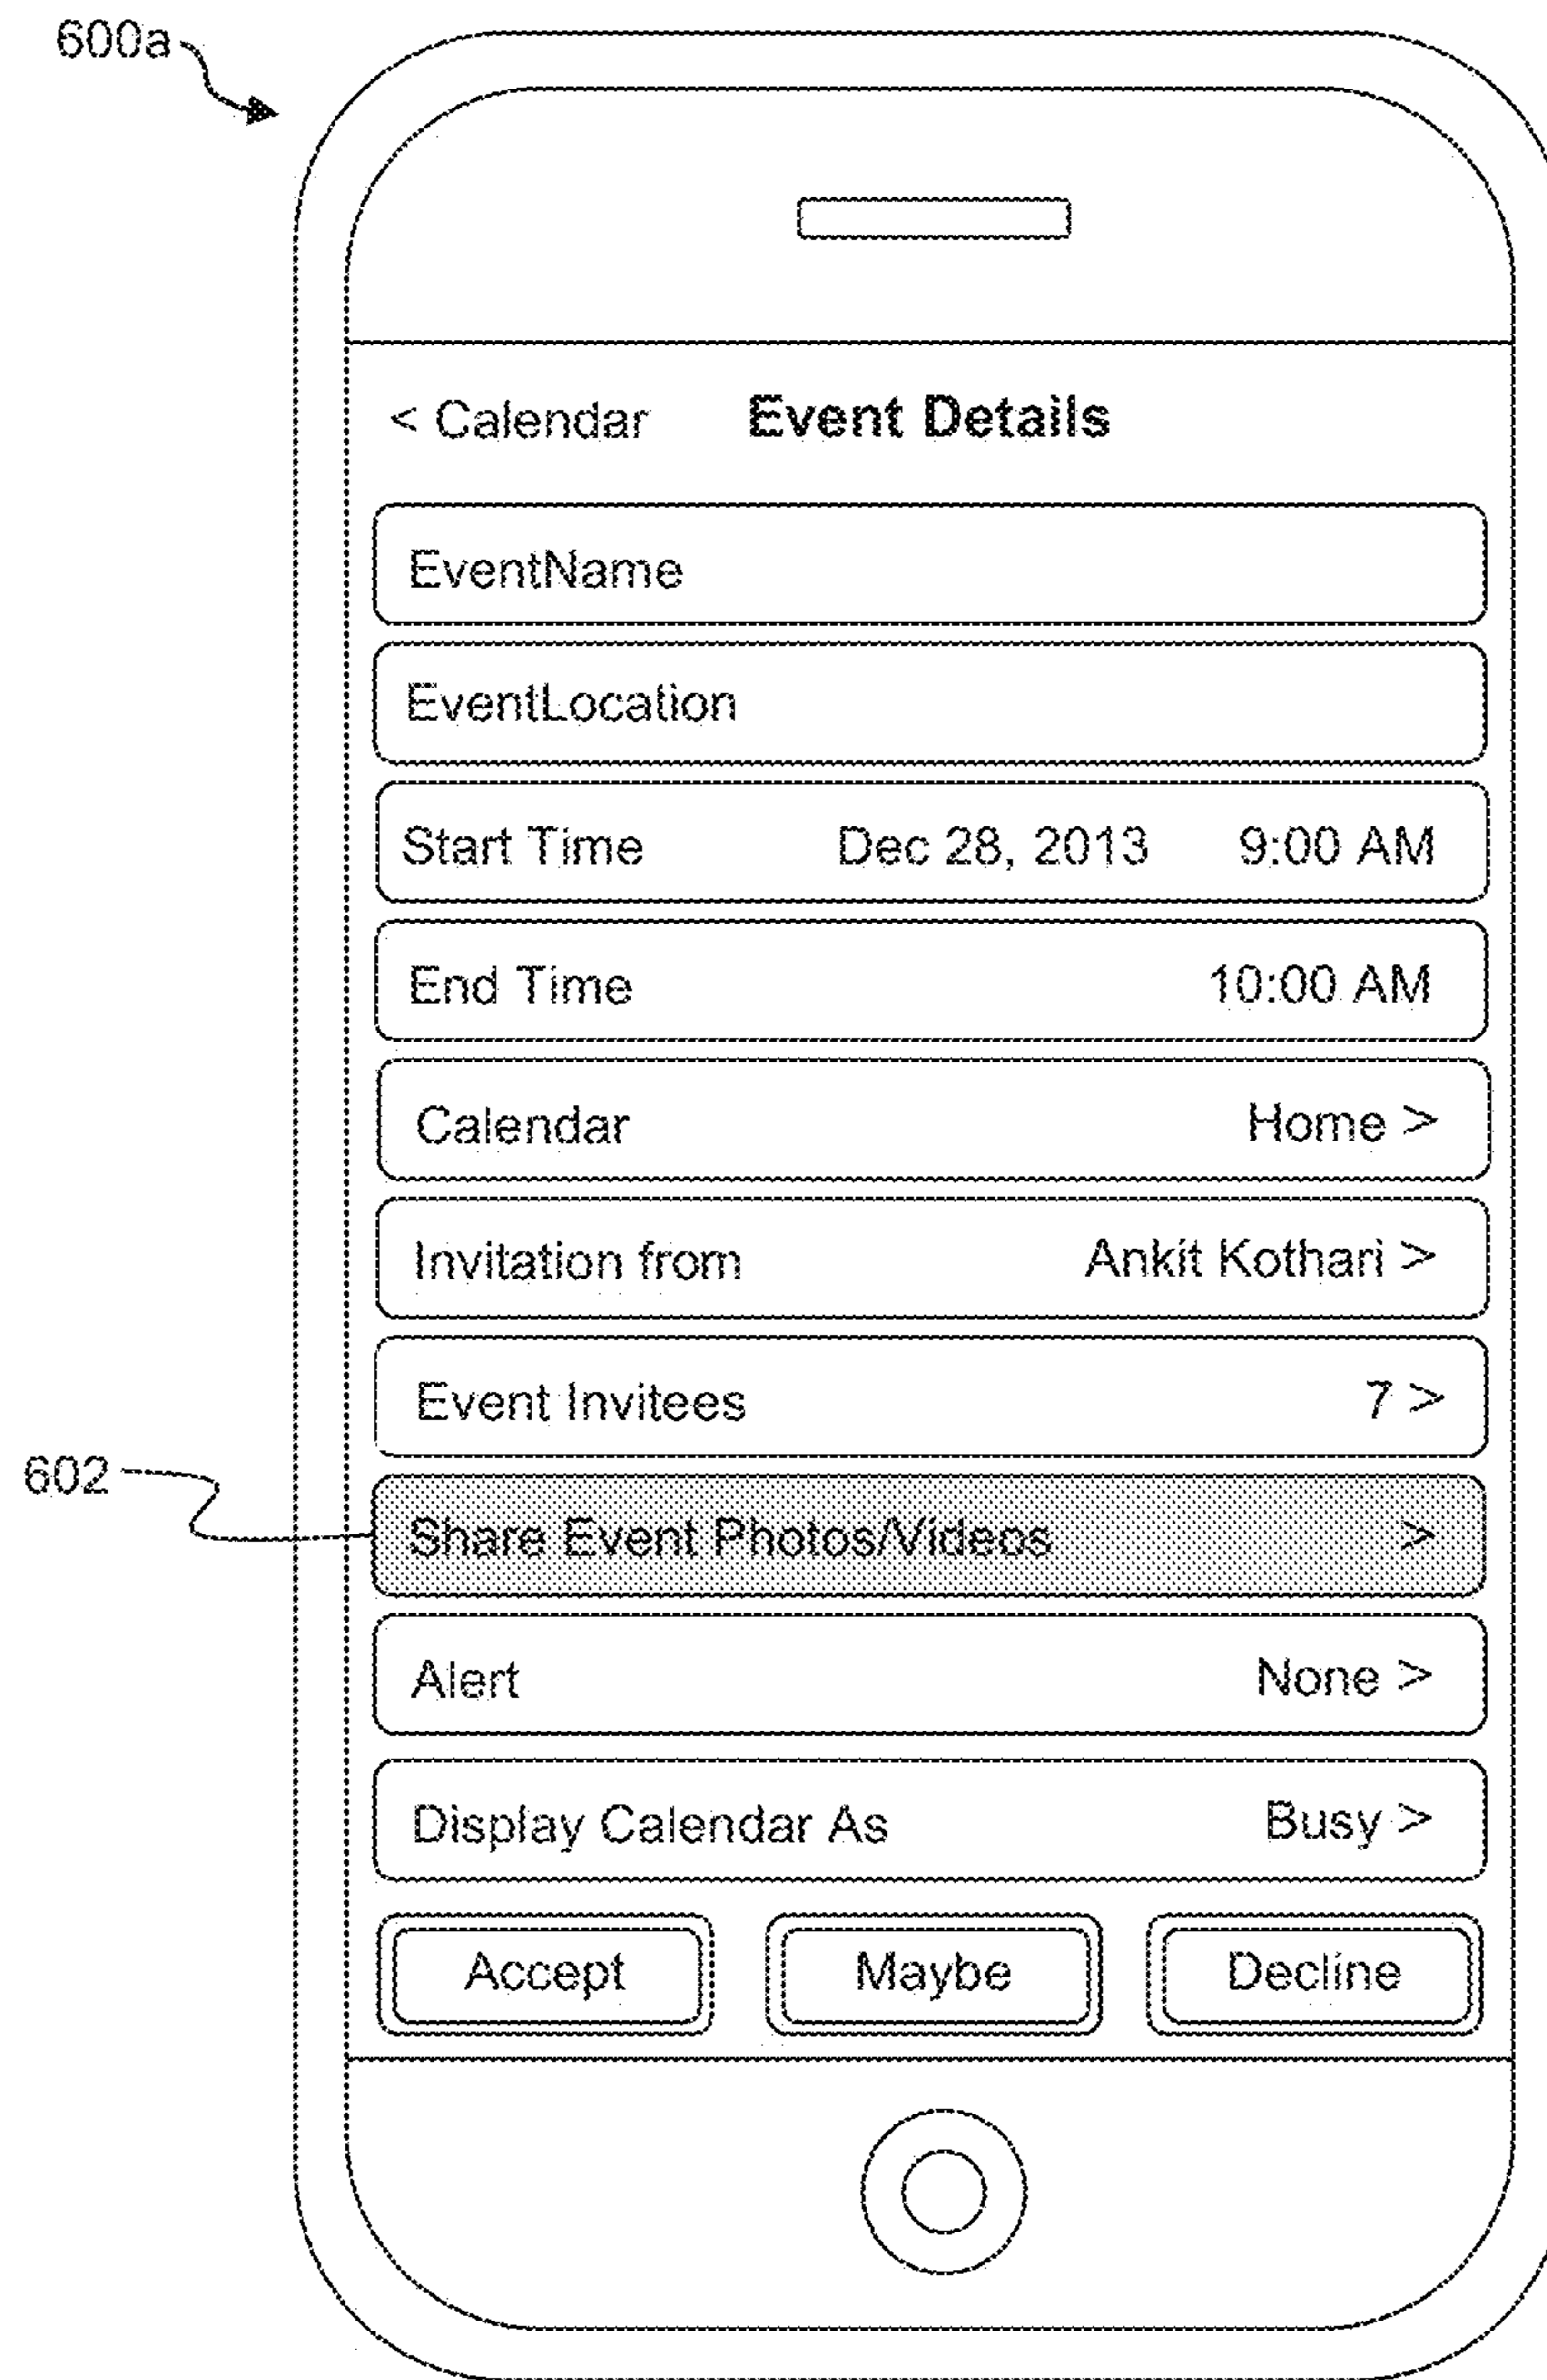 600a
< Calendar Event Details
EventName
EventLocation
Start Time Dec 28, 2013 9:00 AM
End Time 10:00 AM
Calendar Home >
Invitation from Ankit Kothari >
Event Invitees 7 >
602
Share Event Photos/Videos >
Alert None >
Display Calendar As Busy >
Accept Maybe Decline